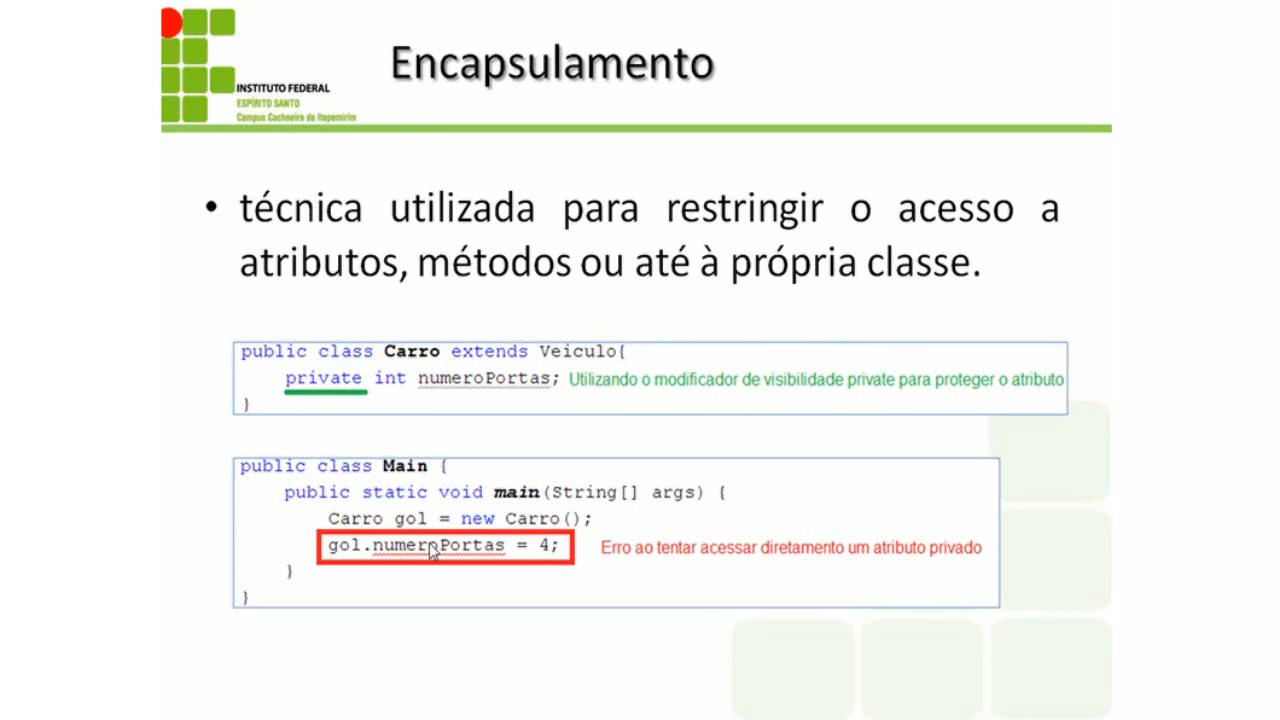 INSTITUTO FEDERAL
ESPÍRITO SANTO
Campus Cachoeiro de Itapemirim
Encapsulamento
• técnica utilizada para restringir o acesso a
atributos, métodos ou até à própria classe.
public class Carro extends Veiculo{
private int numeroPortas; Utilizando o modificador de visibilidade private para proteger o atributo
}
public class Main {
public static void main(String[] args) {
Carro gol = new Carro();
gol.numeroPortas = 4; Erro ao tentar acessar diretamento um atributo privado
}
}